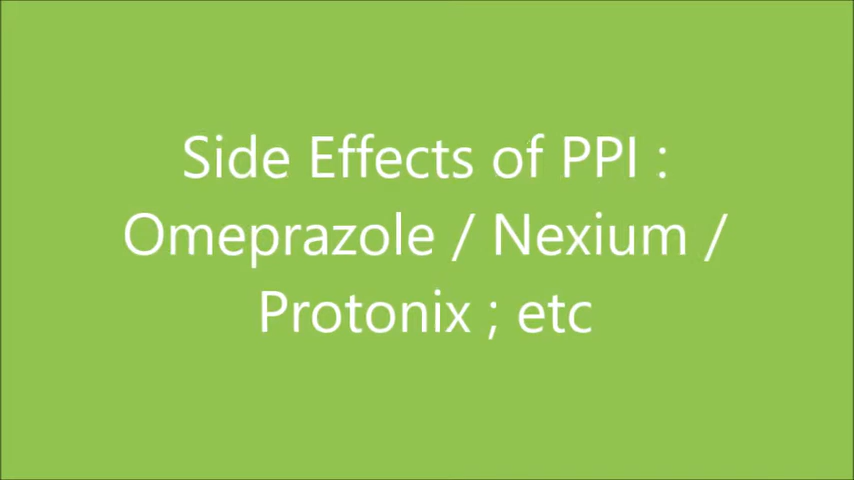 Side Effects of PPI :
Omeprazole / Nexium /
Protonix ; etc